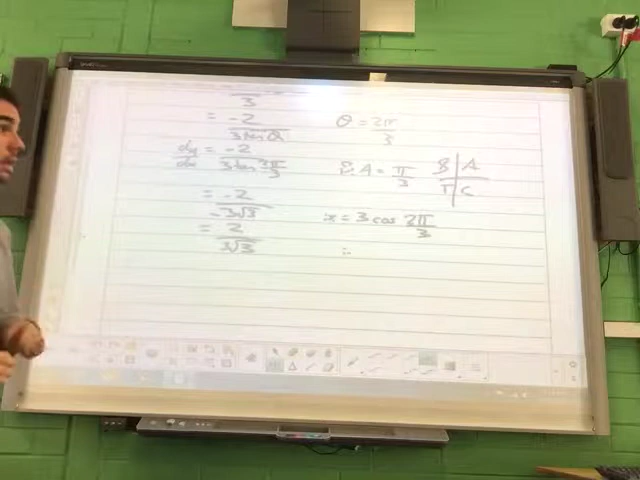 3
= -2
3 tan θ
θ = 2π
3
dy = -2
dx 3 tan 2π
3
R.A = π
3
S A
T C
= -2
-3√3
x = 3 cos 2π
3
= 2
3√3